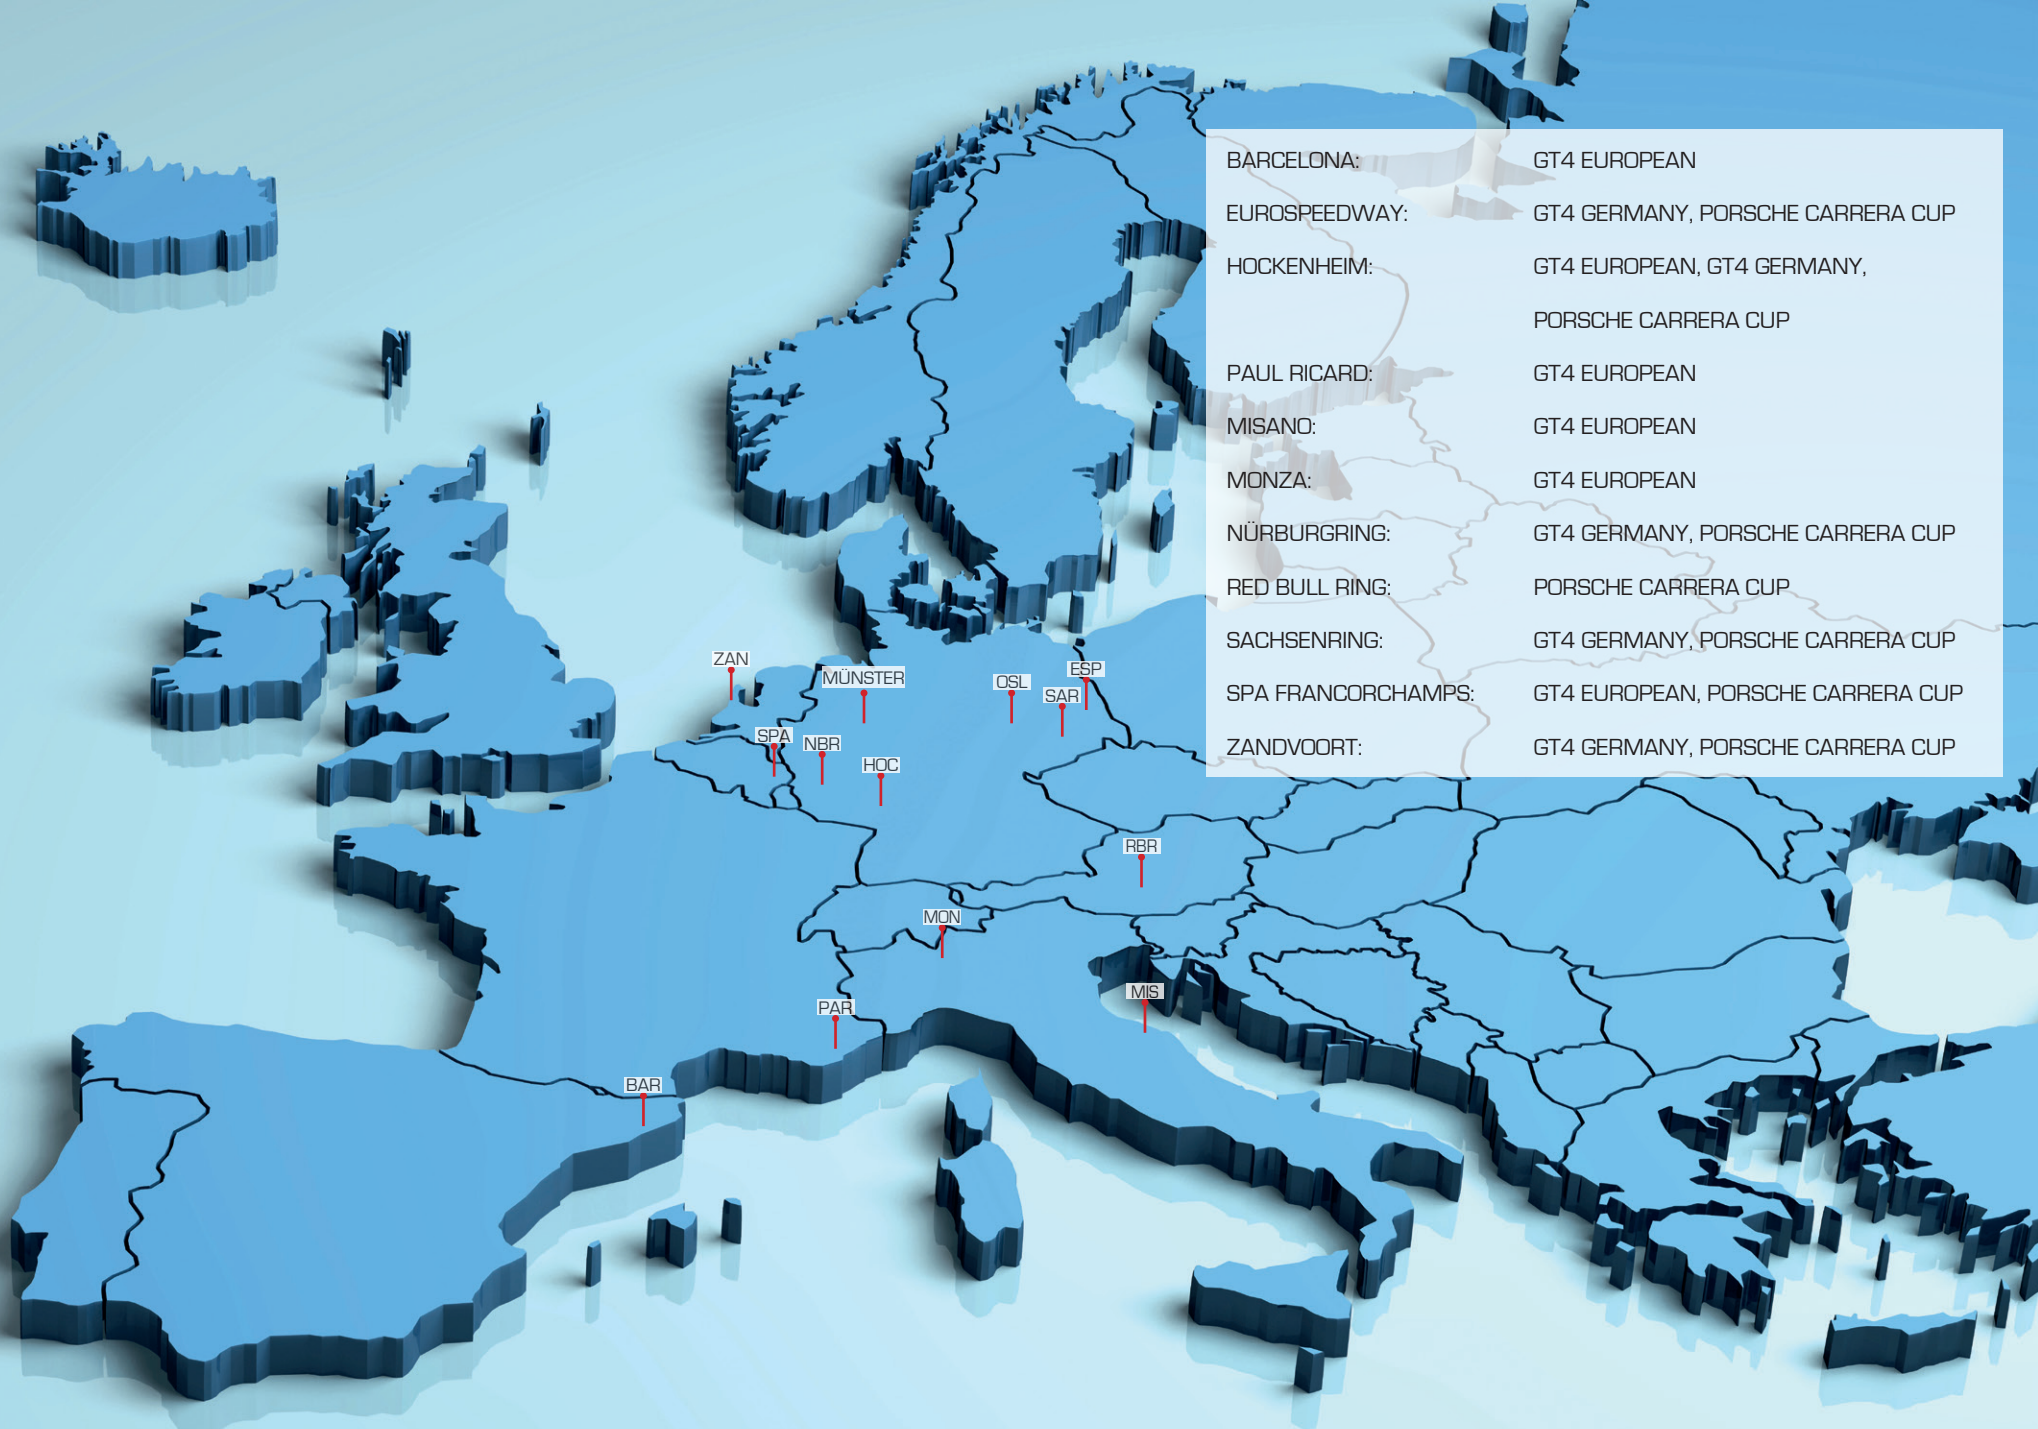 BARCELONA: GT4 EUROPEAN
EUROSPEEDWAY: GT4 GERMANY, PORSCHE CARRERA CUP
HOCKENHEIM: GT4 EUROPEAN, GT4 GERMANY,
PORSCHE CARRERA CUP
PAUL RICARD: GT4 EUROPEAN
MISANO: GT4 EUROPEAN
MONZA: GT4 EUROPEAN
NÜRBURGRING: GT4 GERMANY, PORSCHE CARRERA CUP
RED BULL RING: PORSCHE CARRERA CUP
SACHSENRING: GT4 GERMANY, PORSCHE CARRERA CUP
SPA FRANCORCHAMPS: GT4 EUROPEAN, PORSCHE CARRERA CUP
ZANDVOORT: GT4 GERMANY, PORSCHE CARRERA CUP
ZAN
MÜNSTER
OSL
ESP
SAR
SPA
NBR
HOC
RBR
MON
MIS
PAR
BAR